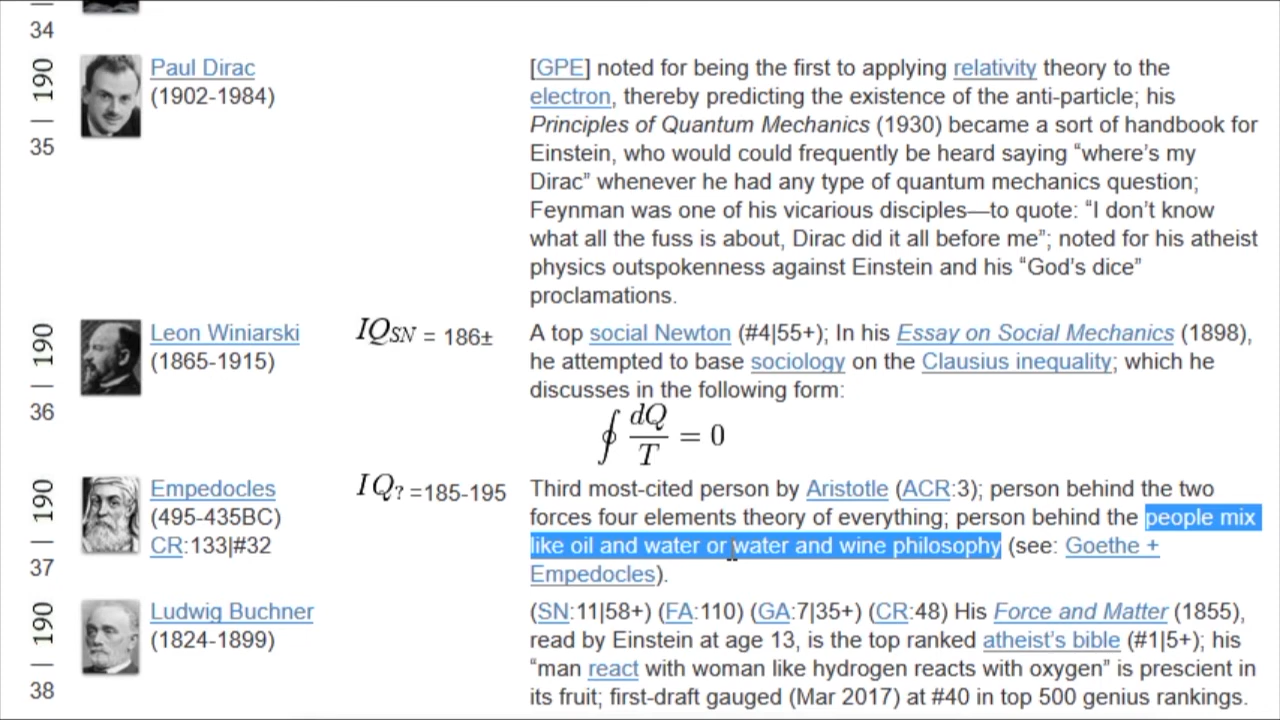 34
190
—
35
Paul Dirac
(1902-1984)
[GPE] noted for being the first to applying relativity theory to the
electron, thereby predicting the existence of the anti-particle; his
Principles of Quantum Mechanics (1930) became a sort of handbook for
Einstein, who would could frequently be heard saying “where’s my
Dirac” whenever he had any type of quantum mechanics question;
Feynman was one of his vicarious disciples—to quote: “I don’t know
what all the fuss is about, Dirac did it all before me”; noted for his atheist
physics outspokenness against Einstein and his “God’s dice”
proclamations.
190
—
36
Leon Winiarski
(1865-1915)
IQSN = 186±
A top social Newton (#4|55+); In his Essay on Social Mechanics (1898),
he attempted to base sociology on the Clausius inequality; which he
discusses in the following form:
∮ dQ/T = 0
190
—
37
Empedocles
(495-435BC)
CR:133|#32
IQ? =185-195
Third most-cited person by Aristotle (ACR:3); person behind the two
forces four elements theory of everything; person behind the people mix
like oil and water or water and wine philosophy (see: Goethe +
Empedocles).
190
—
38
Ludwig Buchner
(1824-1899)
(SN:11|58+) (FA:110) (GA:7|35+) (CR:48) His Force and Matter (1855),
read by Einstein at age 13, is the top ranked atheist’s bible (#1|5+); his
“man react with woman like hydrogen reacts with oxygen” is prescient in
its fruit; first-draft gauged (Mar 2017) at #40 in top 500 genius rankings.